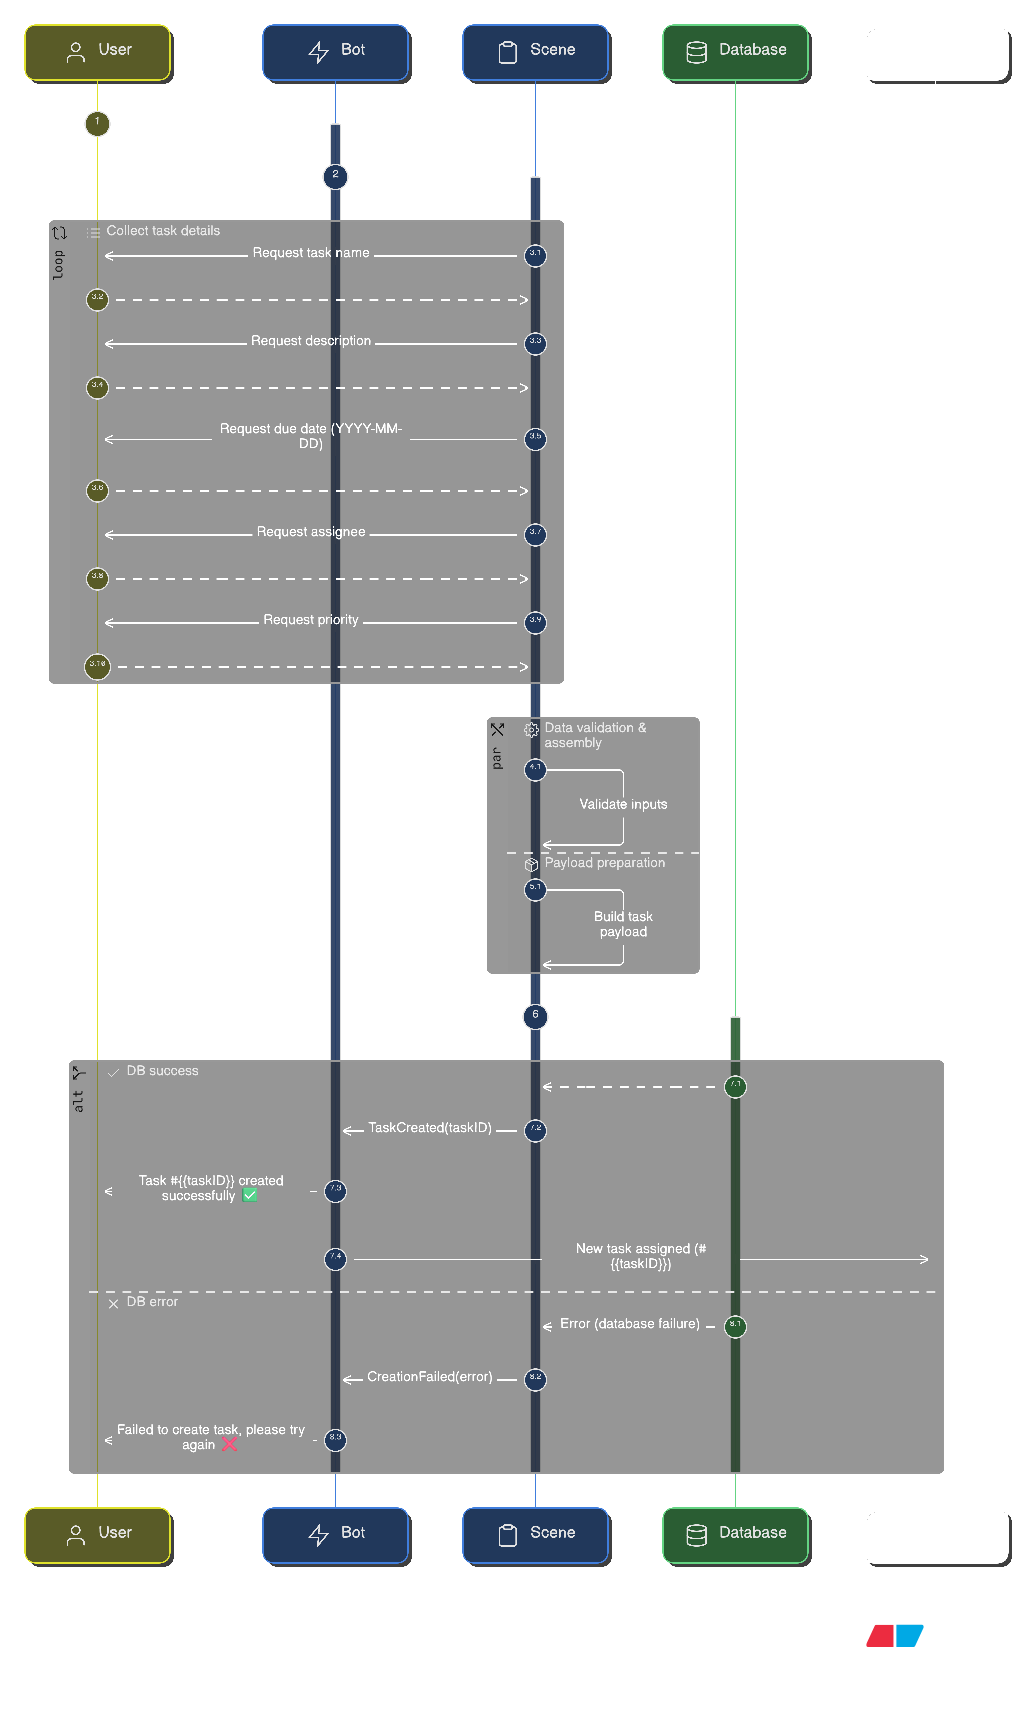 User
Bot
Scene
Database
1
2
loop
Collect task details
Request task name
3.1
3.2
Request description
3.3
3.4
Request due date (YYYY-MM-
DD)
3.5
3.6
Request assignee
3.7
3.8
Request priority
3.9
3.10
par
Data validation &
assembly
4.1
Validate inputs
Payload preparation
5.1
Build task
payload
6
alt
DB success
7.1
TaskCreated(taskID)
7.2
Task #{{taskID}} created
successfully ✅
7.3
7.4
New task assigned (#
{{taskID}})
DB error
Error (database failure)
8.1
CreationFailed(error)
8.2
Failed to create task, please try
again ❌
8.3
User
Bot
Scene
Database